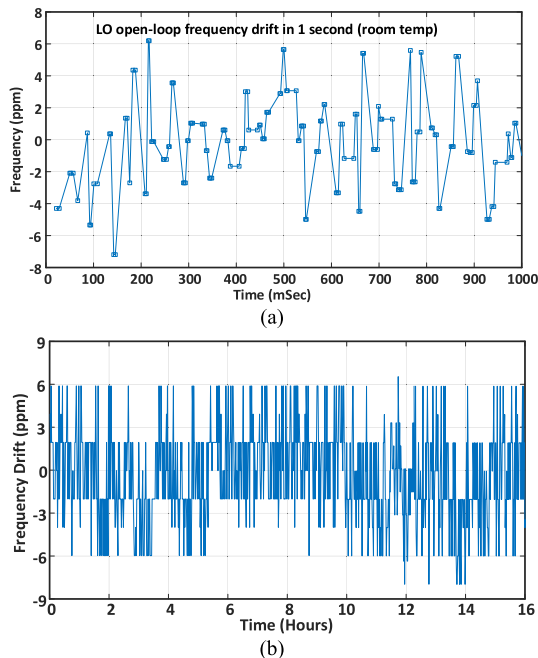 LO open-loop frequency drift in 1 second (room temp)
Frequency (ppm)
8
6
4
2
0
-2
-4
-6
-8
0 100 200 300 400 500 600 700 800 900 1000
Time (mSec)
(a)
Frequency Drift (ppm)
9
6
3
0
-3
-6
-9
0 2 4 6 8 10 12 14 16
Time (Hours)
(b)